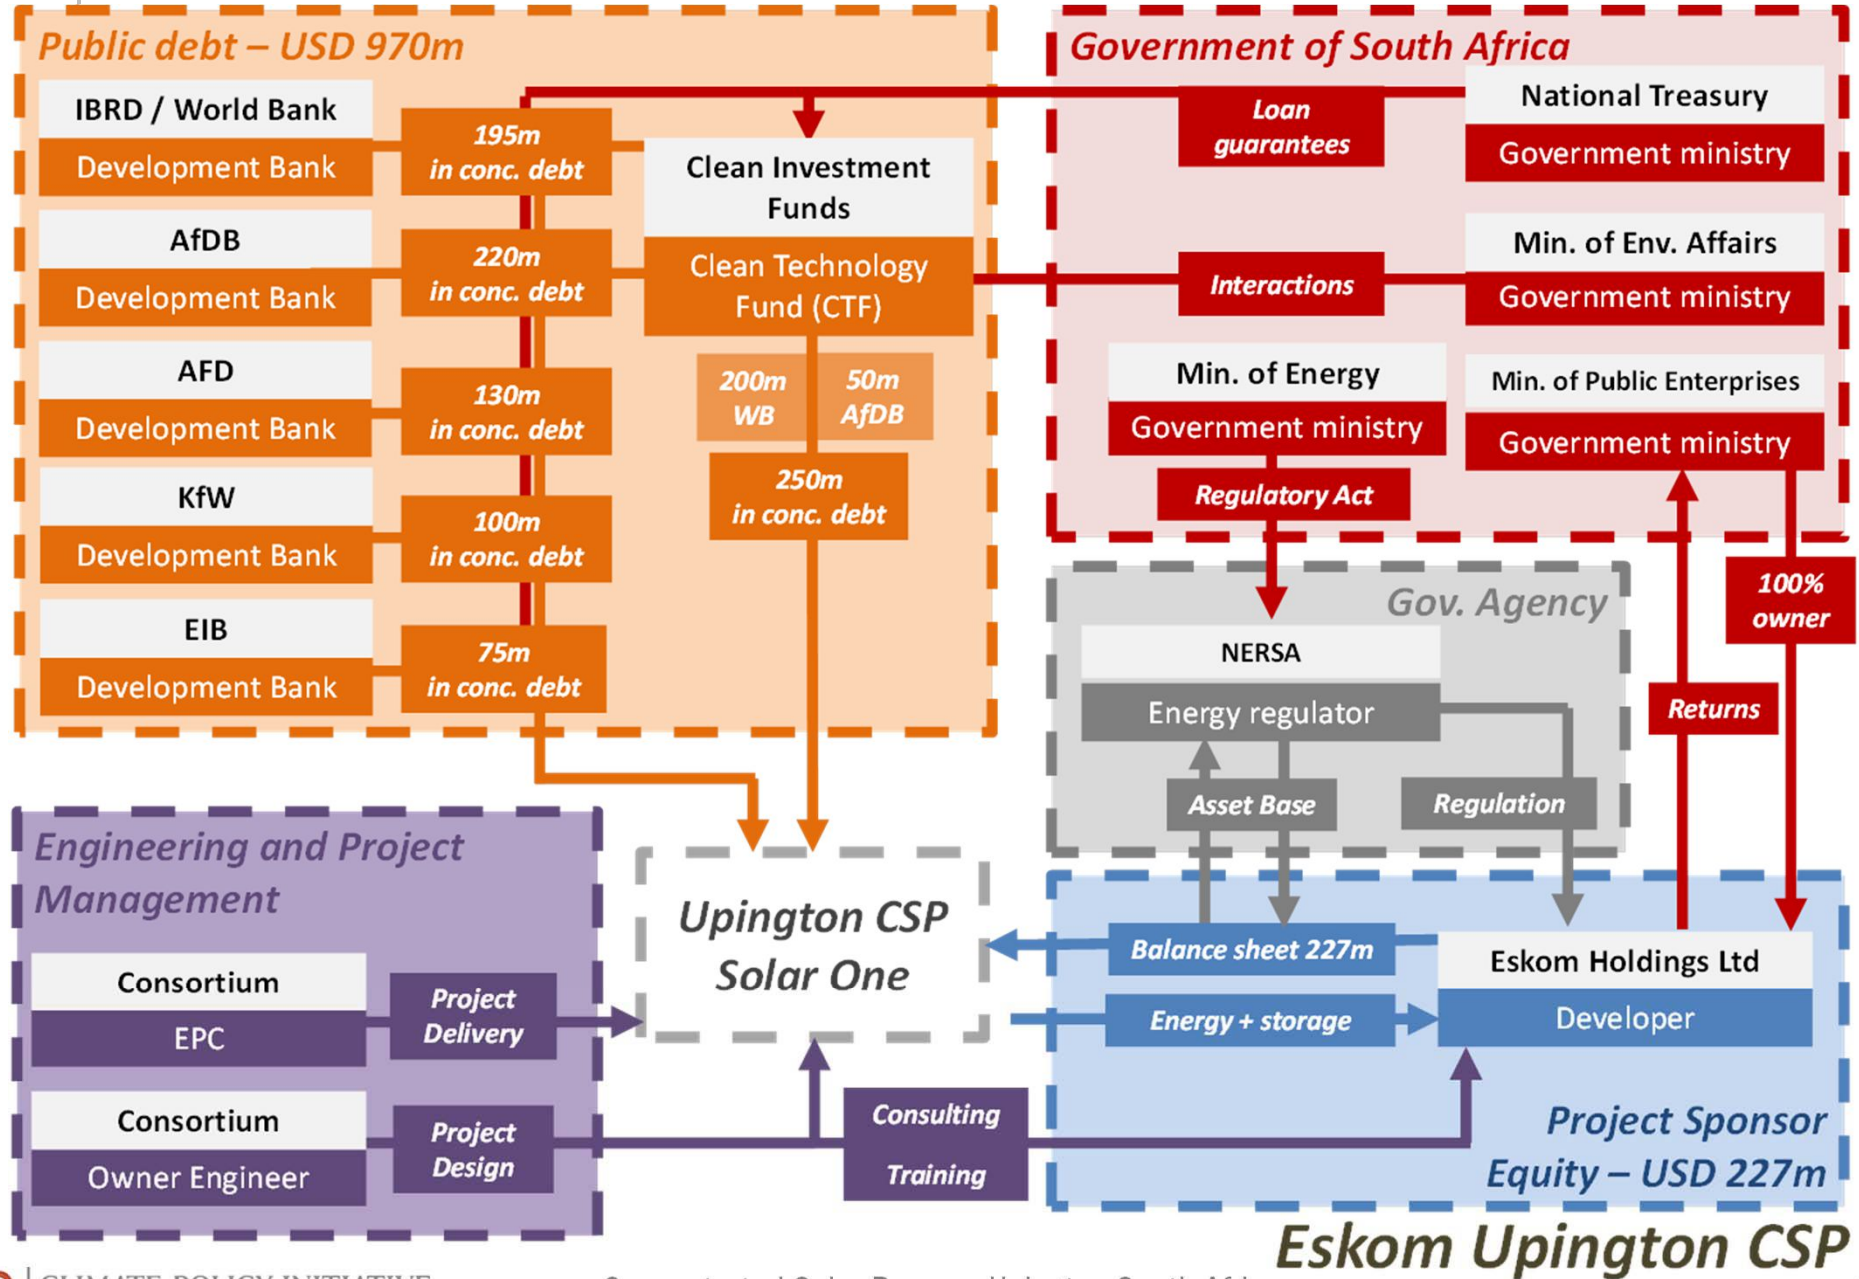 Public debt – USD 970m
IBRD / World Bank
Development Bank
195m
in conc. debt
AfDB
Development Bank
220m
in conc. debt
AFD
Development Bank
130m
in conc. debt
KfW
Development Bank
100m
in conc. debt
EIB
Development Bank
75m
in conc. debt
Clean Investment
Funds
Clean Technology
Fund (CTF)
200m
WB
50m
AfDB
250m
in conc. debt
Government of South Africa
Loan
guarantees
National Treasury
Government ministry
Interactions
Min. of Env. Affairs
Government ministry
Min. of Energy
Government ministry
Min. of Public Enterprises
Government ministry
Regulatory Act
100%
owner
Returns
Gov. Agency
NERSA
Energy regulator
Asset Base
Regulation
Engineering and Project
Management
Consortium
EPC
Project
Delivery
Consortium
Owner Engineer
Project
Design
Upington CSP
Solar One
Consulting
Training
Balance sheet 227m
Energy + storage
Eskom Holdings Ltd
Developer
Project Sponsor
Equity – USD 227m
Eskom Upington CSP
CLIMATE POLICY INITIATIVE